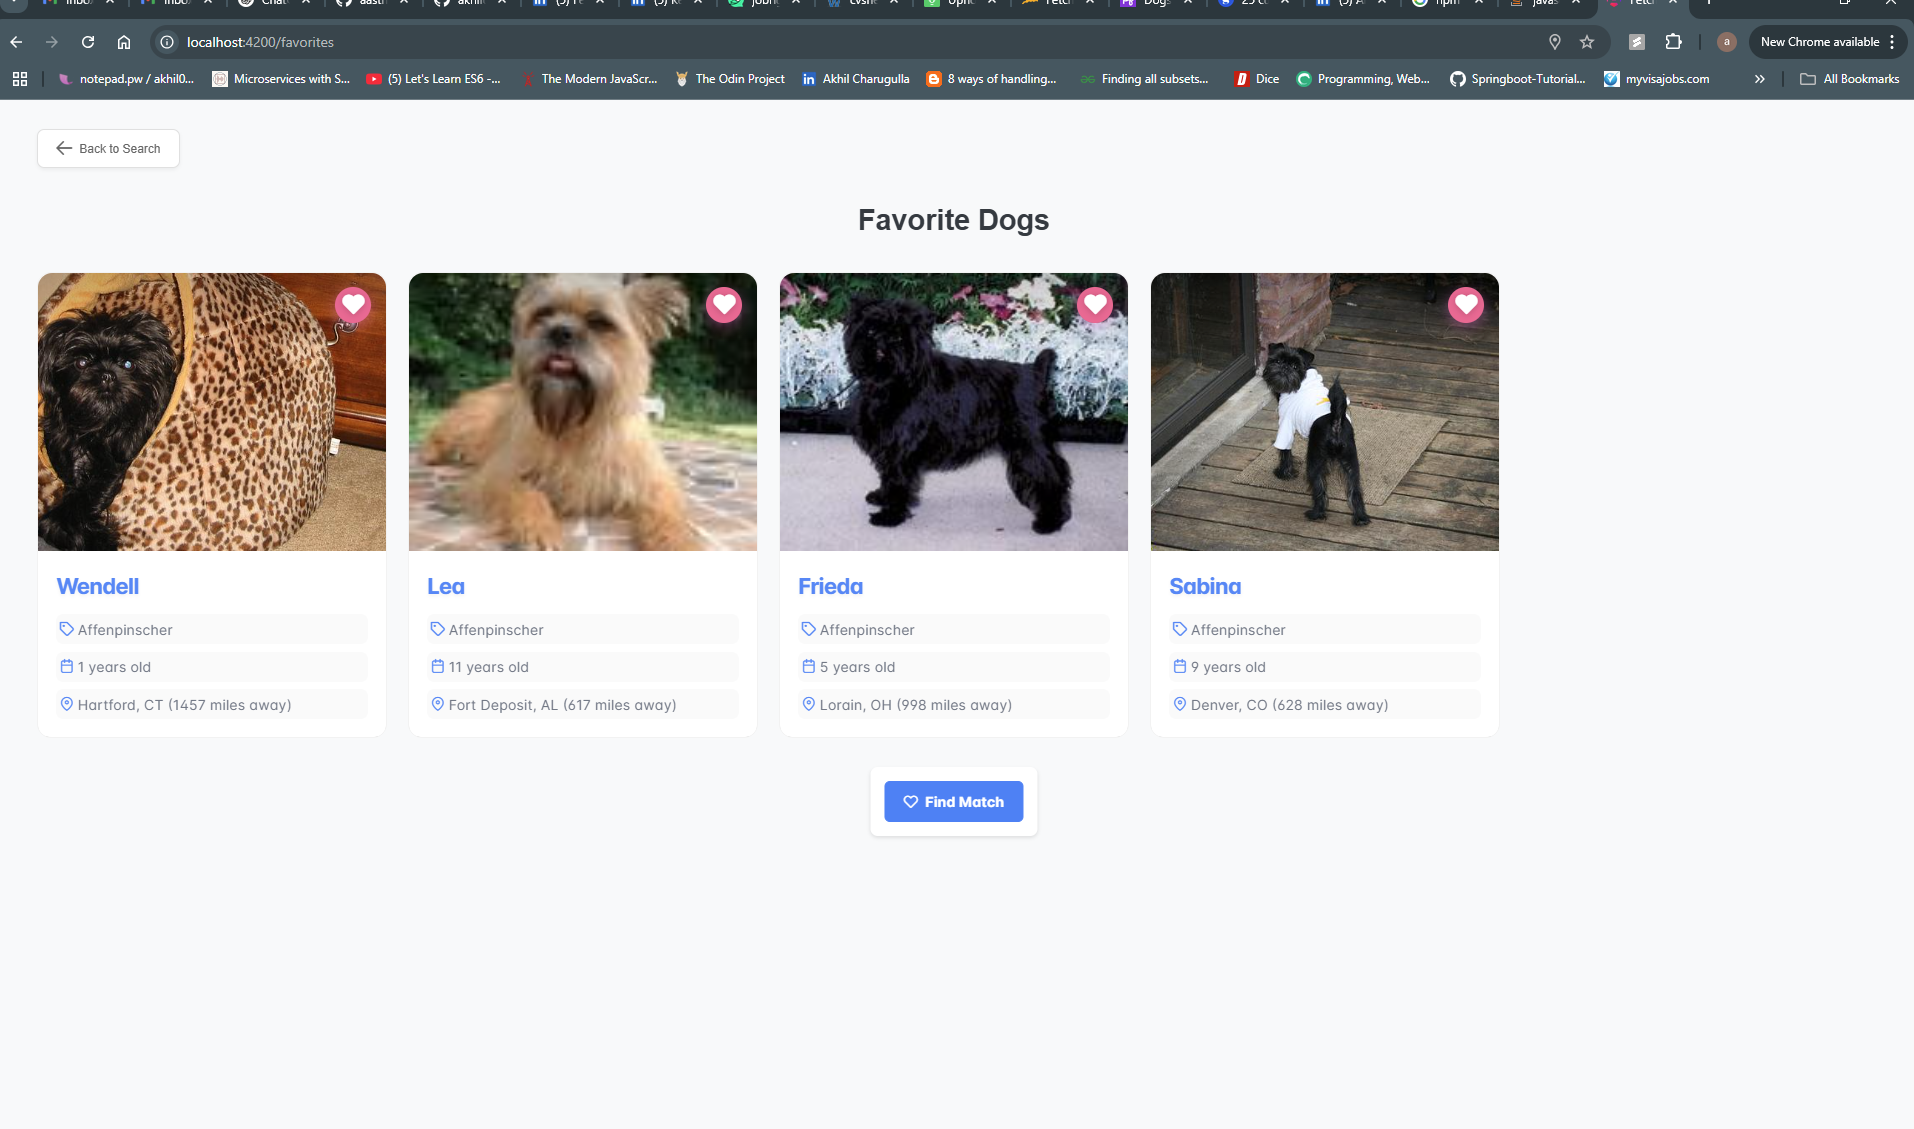 localhost:4200/favorites
New Chrome available
notepad.pw / akhil0...
Microservices with S...
(5) Let's Learn ES6 -...
The Modern JavaScr...
The Odin Project
Akhil Charugulla
8 ways of handling...
Finding all subsets...
Dice
Programming, Web...
Springboot-Tutorial...
myvisajobs.com
All Bookmarks
Back to Search
Favorite Dogs
Wendell
Affenpinscher
1 years old
Hartford, CT (1457 miles away)
Lea
Affenpinscher
11 years old
Fort Deposit, AL (617 miles away)
Frieda
Affenpinscher
5 years old
Lorain, OH (998 miles away)
Sabina
Affenpinscher
9 years old
Denver, CO (628 miles away)
Find Match